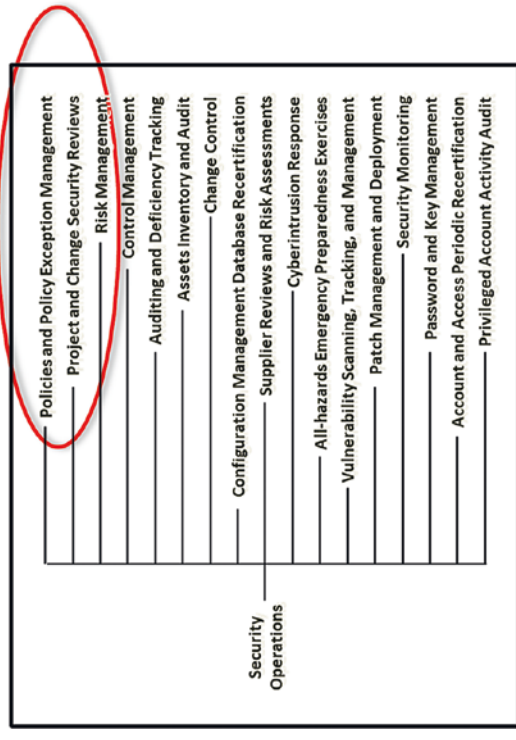 Policies and Policy Exception Management
Project and Change Security Reviews
Risk Management
Control Management
Auditing and Deficiency Tracking
Assets Inventory and Audit
Change Control
Configuration Management Database Recertification
Supplier Reviews and Risk Assessments
Cyberintrusion Response
All-hazards Emergency Preparedness Exercises
Vulnerability Scanning, Tracking, and Management
Patch Management and Deployment
Security Monitoring
Password and Key Management
Account and Access Periodic Recertification
Privileged Account Activity Audit
Security
Operations